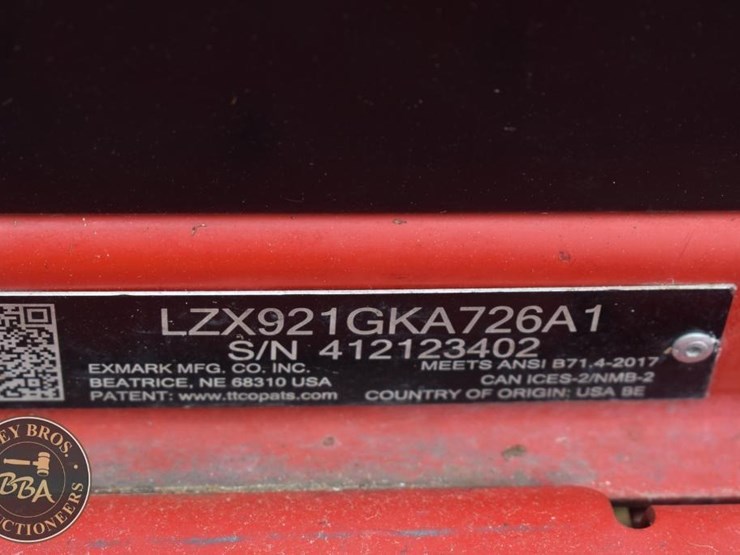 LZX921GKA726A1
S/N 412123402
EXMARK MFG. CO. INC.
BEATRICE, NE 68310 USA
PATENT: www.ttcopats.com
MEETS ANSI B71.4-2017
CAN ICES-2/NMB-2
COUNTRY OF ORIGIN: USA BE
BROS.
BBA